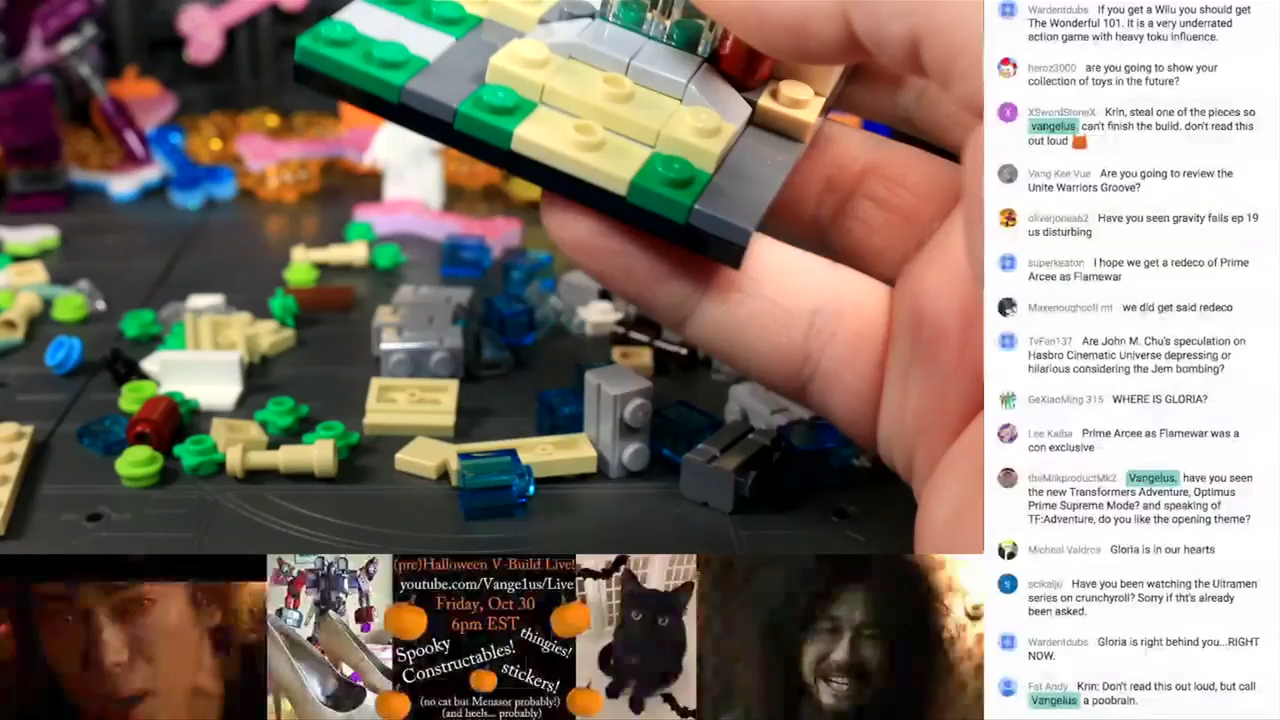 Wardentdubs If you get a WiiU you should get
The Wonderful 101. It is a very underrated
action game with heavy toku influence.
heroz3000 are you going to show your
collection of toys in the future?
XSwordStoneX Krin, steal one of the pieces so
vangelus can't finish the build. don't read this
out loud
Vang Kee Vue Are you going to review the
Unite Warriors Groove?
oliverjones62 Have you seen gravity falls ep 19
us disturbing
superkeaton I hope we get a redeco of Prime
Arcee as Flamewar
we did get said redeco
TvFan137 Are John M. Chu's speculation on
Hasbro Cinematic Universe depressing or
hilarious considering the Jem bombing?
GeXiaoMing 315 WHERE IS GLORIA?
Lee Kaiba Prime Arcee as Flamewar was a
con exclusive
theMilkproductMk2 Vangelus, have you seen
the new Transformers Adventure, Optimus
Prime Supreme Mode? and speaking of
TF:Adventure, do you like the opening theme?
Micheal Valdros Gloria is in our hearts
scikaiju Have you been watching the Ultramen
series on crunchyroll? Sorry if tht's already
been asked.
Wardentdubs Gloria is right behind you...RIGHT
NOW.
Fat Andy Krin: Don't read this out loud, but call
Vangelus a poobrain.
(pre)Halloween V-Build Live!
youtube.com/Vange1us/Live
Friday, Oct 30
6pm EST
Spooky
Constructables!
thingies!
stickers!
(no cat but Menasor probably!)
(and heels... probably)